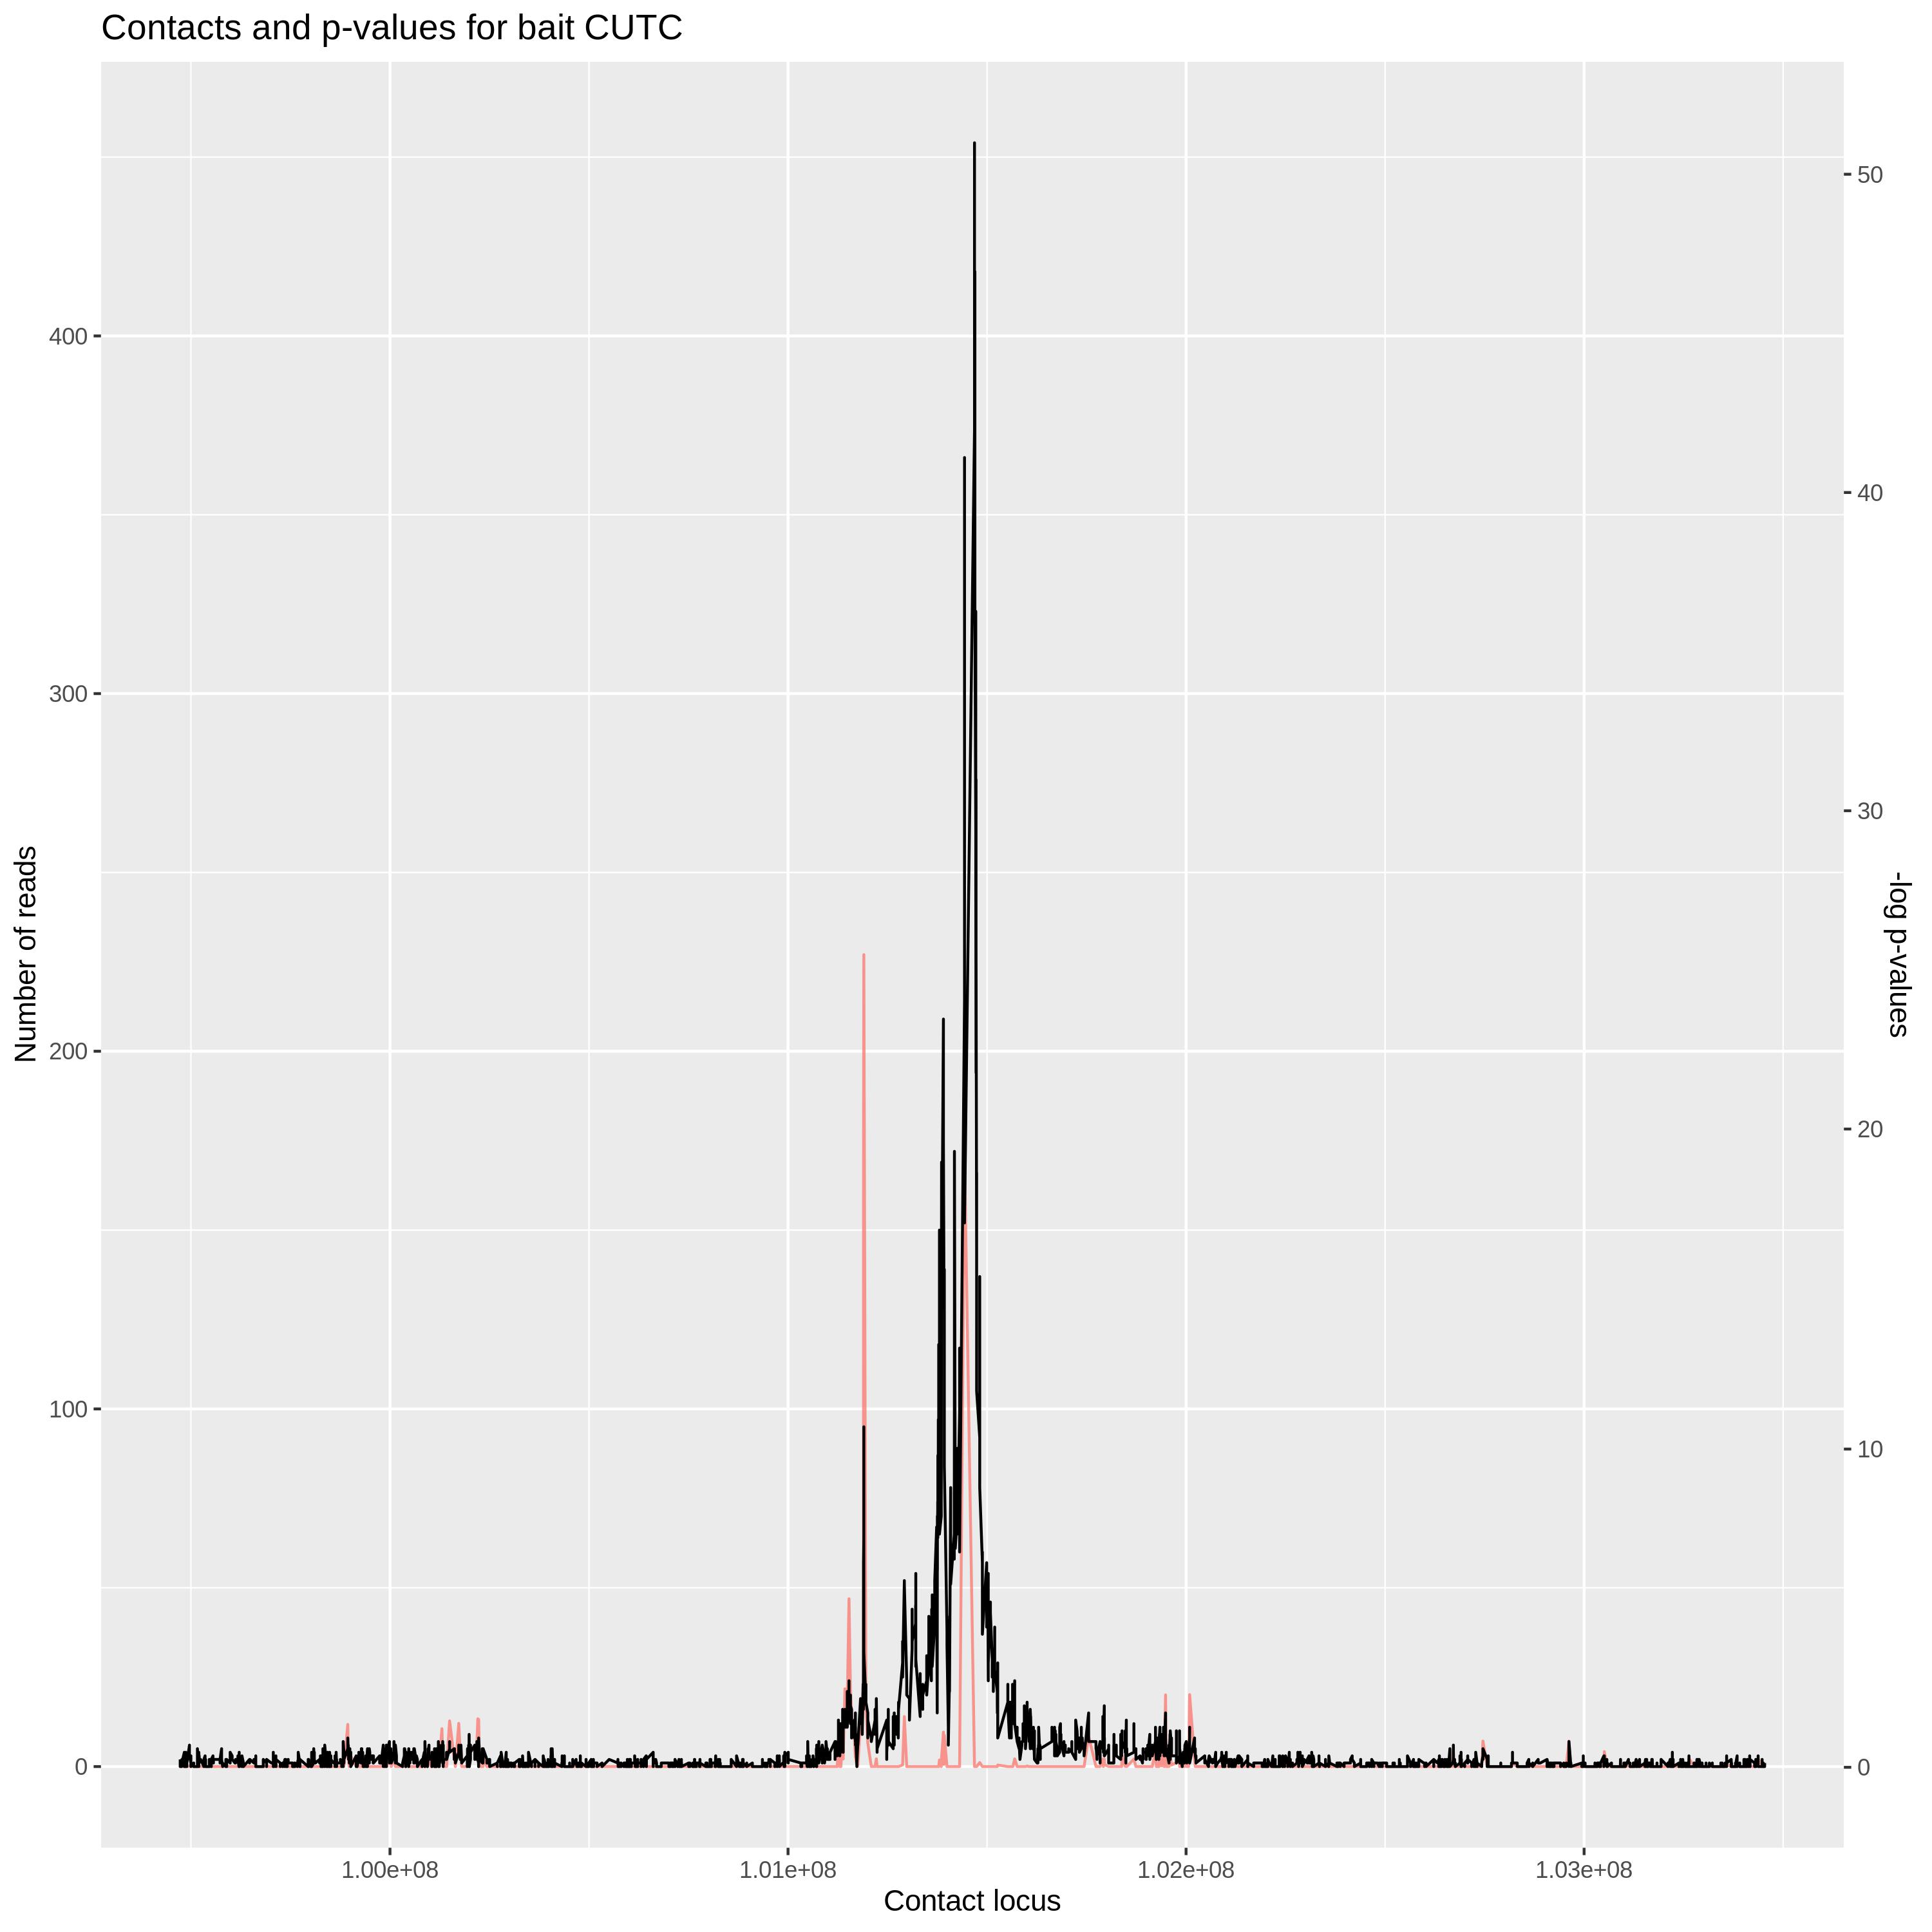 Contacts and p-values for bait CUTC
Number of reads
400
300
200
100
0
50
40
30
20
10
0
-log p-values
1.00e+08
1.01e+08
1.02e+08
1.03e+08
Contact locus